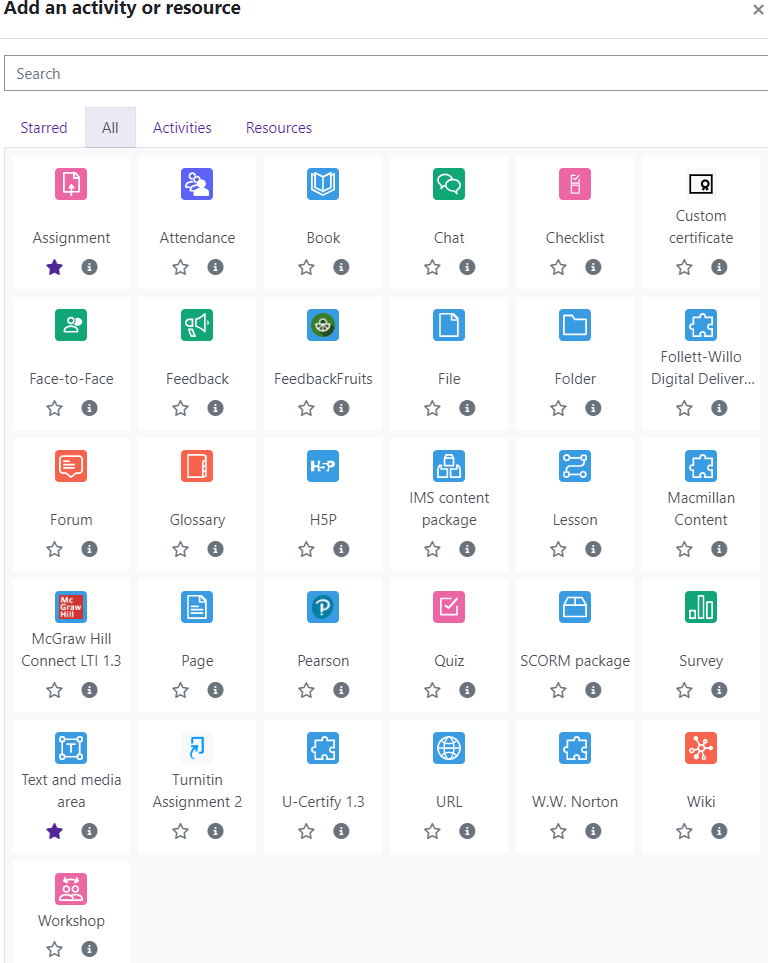 Add an activity or resource
×
Search
Starred All Activities Resources
Assignment Attendance Book Chat Checklist Custom certificate
Face-to-Face Feedback FeedbackFruits File Folder Follett-Willo Digital Deliver...
Forum Glossary H5P H5P IMS content package Lesson Macmillan Content
Mc Graw Hill McGraw Hill Connect LTI 1.3 Page P Pearson Quiz SCORM package Survey
T Text and media area Turnitin Assignment 2 U-Certify 1.3 URL W.W. Norton Wiki
Workshop